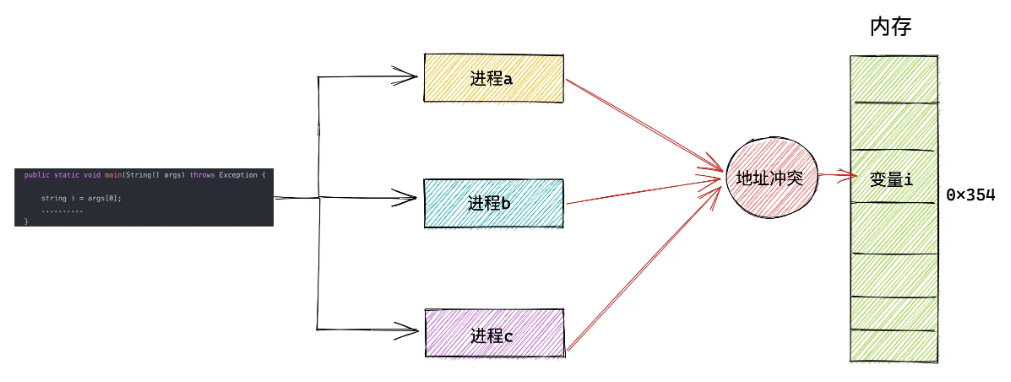 内存
进程a
public static void main(String[] args) throws Exception {
string i = args[0];
..........
}
进程b
地址冲突
变量i
0×354
进程c